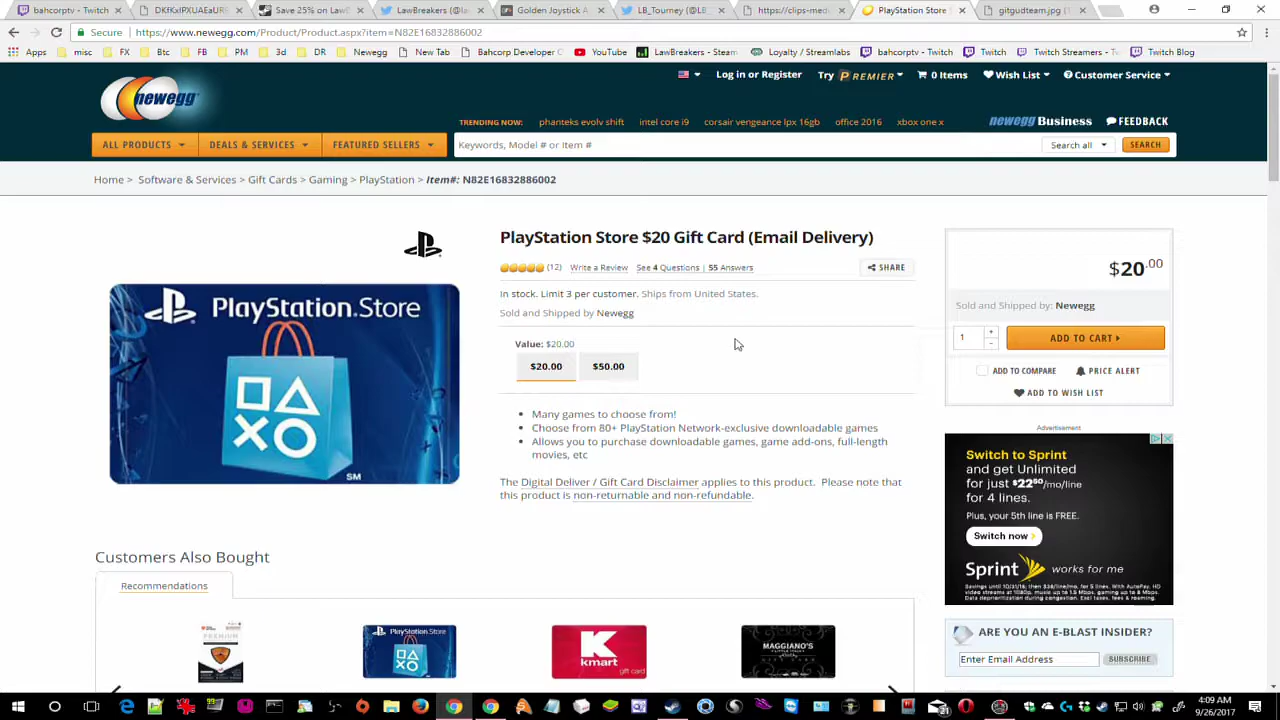 bahcorptv - Twitch
DKfKxlPXUAEaUR
Save 25% on LawB
LawBreakers (@law
Golden Joystick A
LB_Tourney (@LB
https://clips-medi
PlayStation Store
gitgudteam.jpg (1
Secure
https://www.newegg.com/Product/Product.aspx?item=N82E16832886002
Apps misc FX Btc FB PM 3d DR Newegg New Tab Bahcorp Developer C YouTube LawBreakers - Steam Loyalty / Streamlabs bahcorptv - Twitch Twitch Twitch Streamers - Twitch Blog
Log in or Register Try PREMIER 0 Items Wish List Customer Service
newegg
TRENDING NOW: phanteks evolv shift intel core i9 corsair vengeance lpx 16gb office 2016 xbox one x newegg Business FEEDBACK
ALL PRODUCTS DEALS & SERVICES FEATURED SELLERS Keywords, Model # or Item # Search all SEARCH
Home > Software & Services > Gift Cards > Gaming > PlayStation > Item#: N82E16832886002
PlayStation Store $20 Gift Card (Email Delivery)
(12) Write a Review See 4 Questions | 55 Answers SHARE
In stock. Limit 3 per customer. Ships from United States.
Sold and Shipped by Newegg
Value: $20.00
$20.00 $50.00
Many games to choose from!
Choose from 80+ PlayStation Network-exclusive downloadable games
Allows you to purchase downloadable games, game add-ons, full-length
movies, etc
The Digital Deliver / Gift Card Disclaimer applies to this product. Please note that
this product is non-returnable and non-refundable.
PlayStation Store
SM
$20.00
Sold and Shipped by: Newegg
1 ADD TO CART
ADD TO COMPARE PRICE ALERT
ADD TO WISH LIST
Advertisement
Switch to Sprint
and get Unlimited
for just $22.50/mo/line
for 4 lines.
Plus, your 5th line is FREE.
Switch now
Sprint works for me
ARE YOU AN E-BLAST INSIDER?
Enter Email Address SUBSCRIBE
Customers Also Bought
Recommendations
PREMIUM
PlayStation Store
K
kmart
gift card
MAGGIANO'S
4:09 AM
9/26/2017